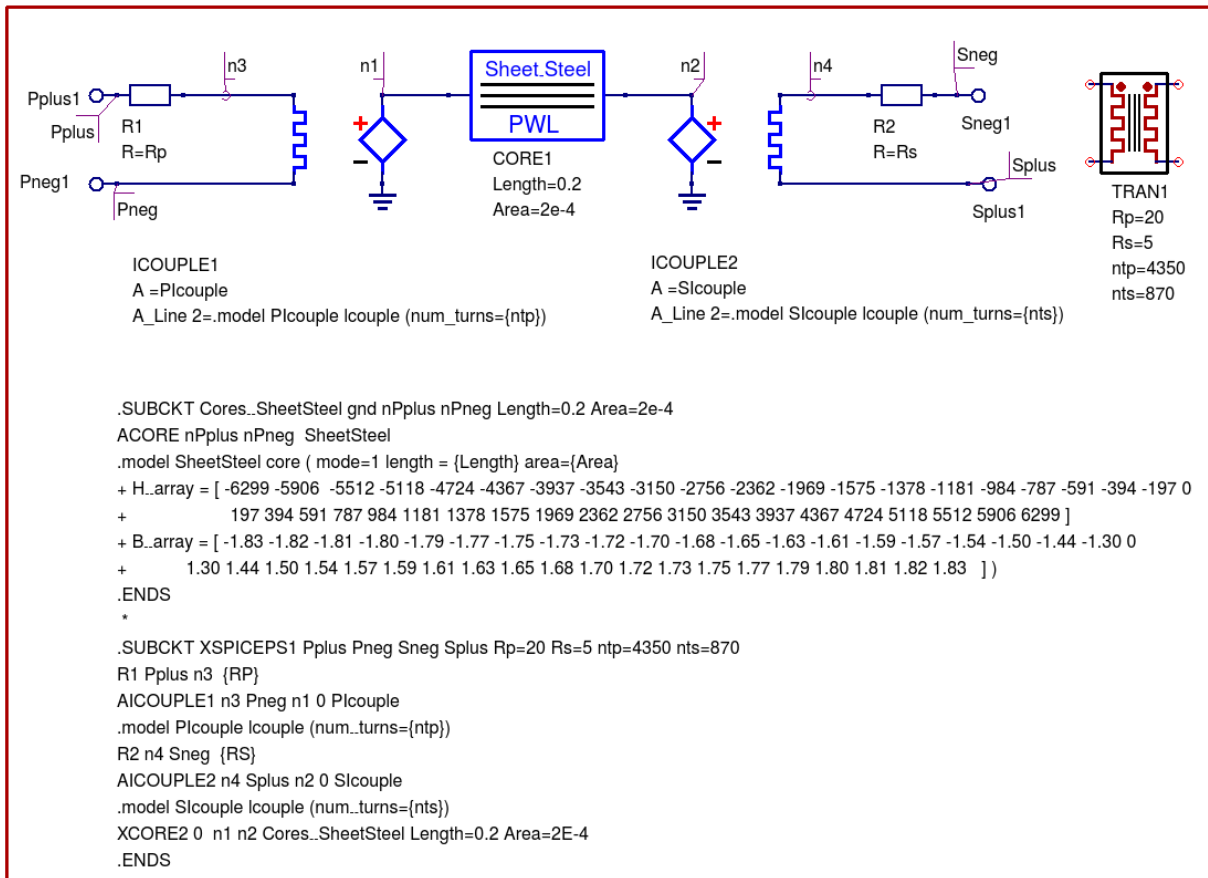 n3
n1
n2
n4
Sneg
Sheet_Steel
PWL
Pplus1
Pplus
R1
R=Rp
+
−
CORE1
Length=0.2
Area=2e-4
+
−
R2
R=Rs
Sneg1
Pneg1
Pneg
Splus
Splus1
TRAN1
Rp=20
Rs=5
ntp=4350
nts=870
ICOUPLE1
A =PIcouple
A_Line 2=.model PIcouple lcouple (num_turns={ntp})
ICOUPLE2
A =SIcouple
A_Line 2=.model SIcouple lcouple (num_turns={nts})
.SUBCKT Cores_SheetSteel gnd nPplus nPneg Length=0.2 Area=2e-4
ACORE nPplus nPneg  SheetSteel
.model SheetSteel core ( mode=1 length = {Length} area={Area}
+ H_array = [ -6299 -5906  -5512 -5118 -4724 -4367 -3937 -3543 -3150 -2756 -2362 -1969 -1575 -1378 -1181 -984 -787 -591 -394 -197 0
+ 197 394 591 787 984 1181 1378 1575 1969 2362 2756 3150 3543 3937 4367 4724 5118 5512 5906 6299 ]
+ B_array = [ -1.83 -1.82 -1.81 -1.80 -1.79 -1.77 -1.75 -1.73 -1.72 -1.70 -1.68 -1.65 -1.63 -1.61 -1.59 -1.57 -1.54 -1.50 -1.44 -1.30 0
+ 1.30 1.44 1.50 1.54 1.57 1.59 1.61 1.63 1.65 1.68 1.70 1.72 1.73 1.75 1.77 1.79 1.80 1.81 1.82 1.83 ] )
.ENDS
*
.SUBCKT XSPICEPS1 Pplus Pneg Sneg Splus Rp=20 Rs=5 ntp=4350 nts=870
R1 Pplus n3  {RP}
AICOUPLE1 n3 Pneg n1 0 PIcouple
.model PIcouple lcouple (num_turns={ntp})
R2 n4 Sneg  {RS}
AICOUPLE2 n4 Splus n2 0 SIcouple
.model SIcouple lcouple (num_turns={nts})
XCORE2 0  n1 n2 Cores_SheetSteel Length=0.2 Area=2E-4
.ENDS